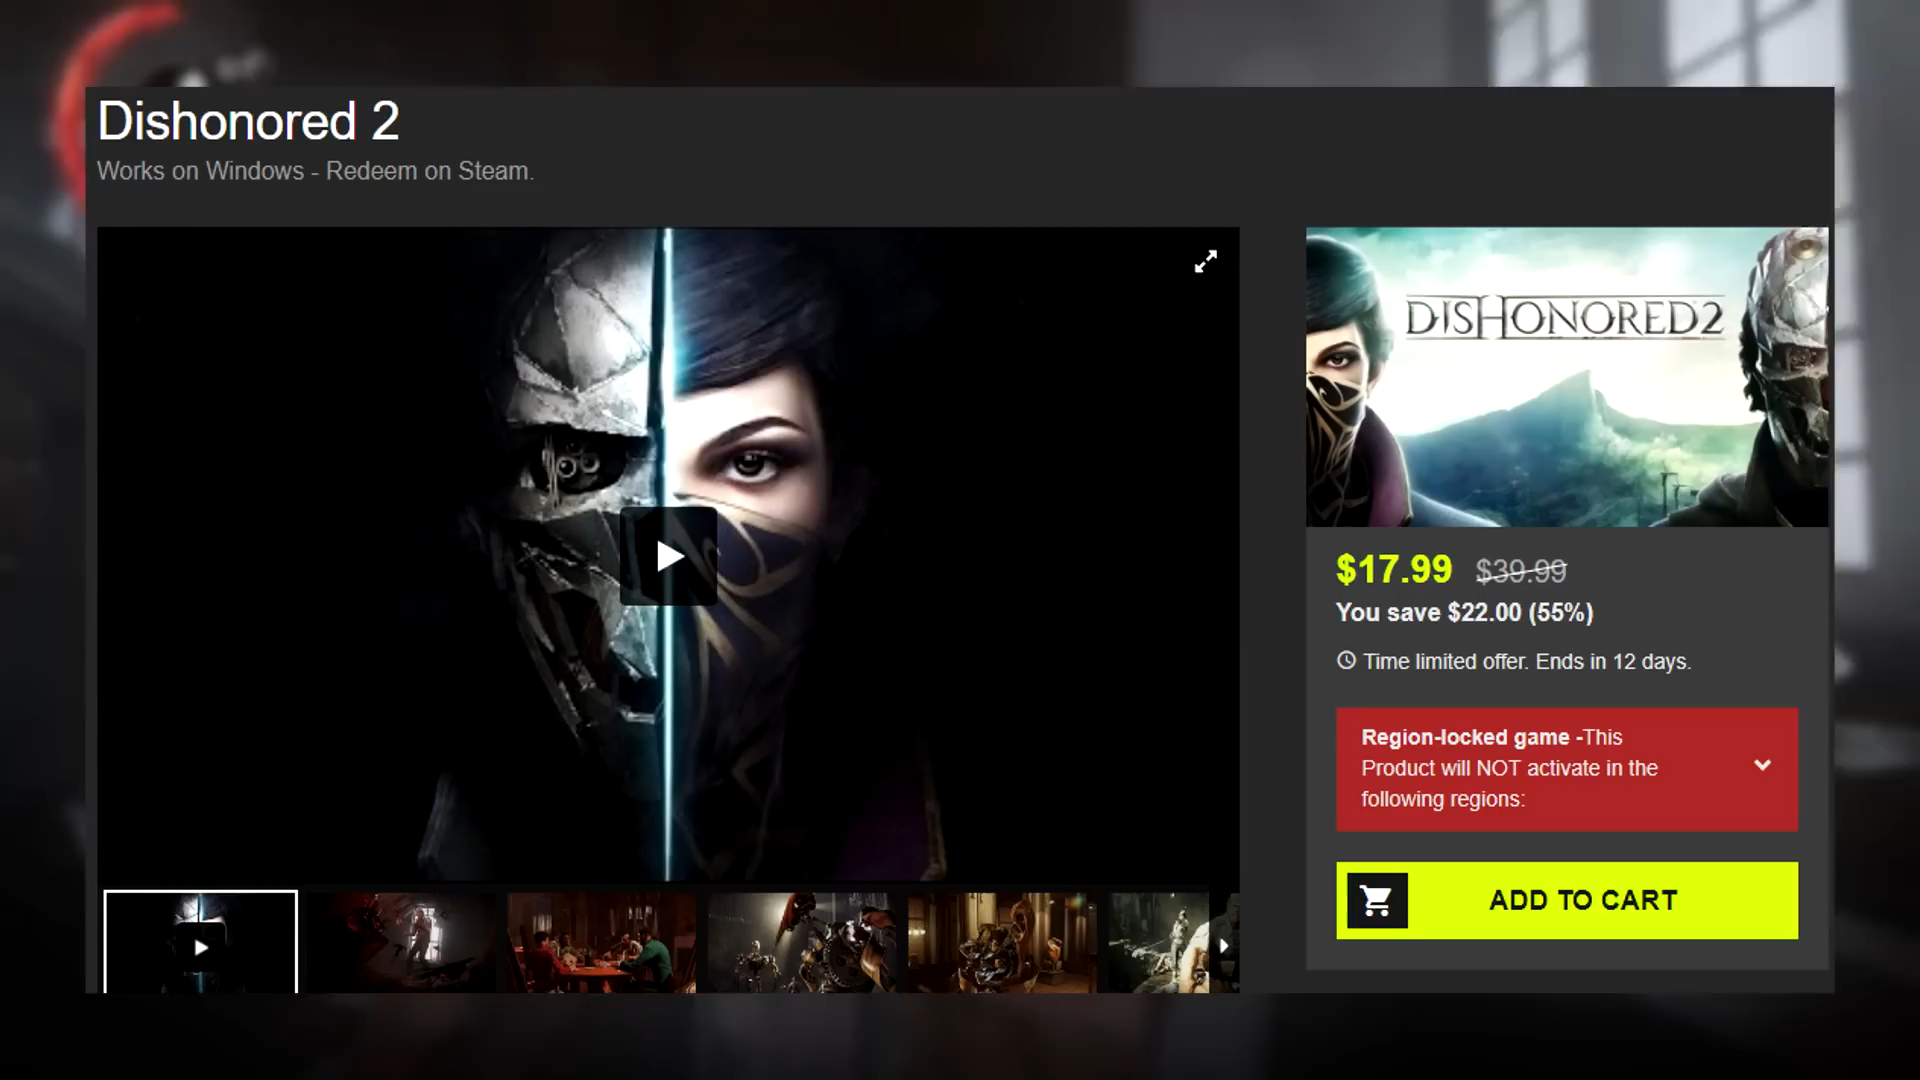 Dishonored 2
Works on Windows - Redeem on Steam.
DISHONORED2
$17.99 $39.99
You save $22.00 (55%)
Time limited offer. Ends in 12 days.
Region-locked game -This
Product will NOT activate in the
following regions:
ADD TO CART